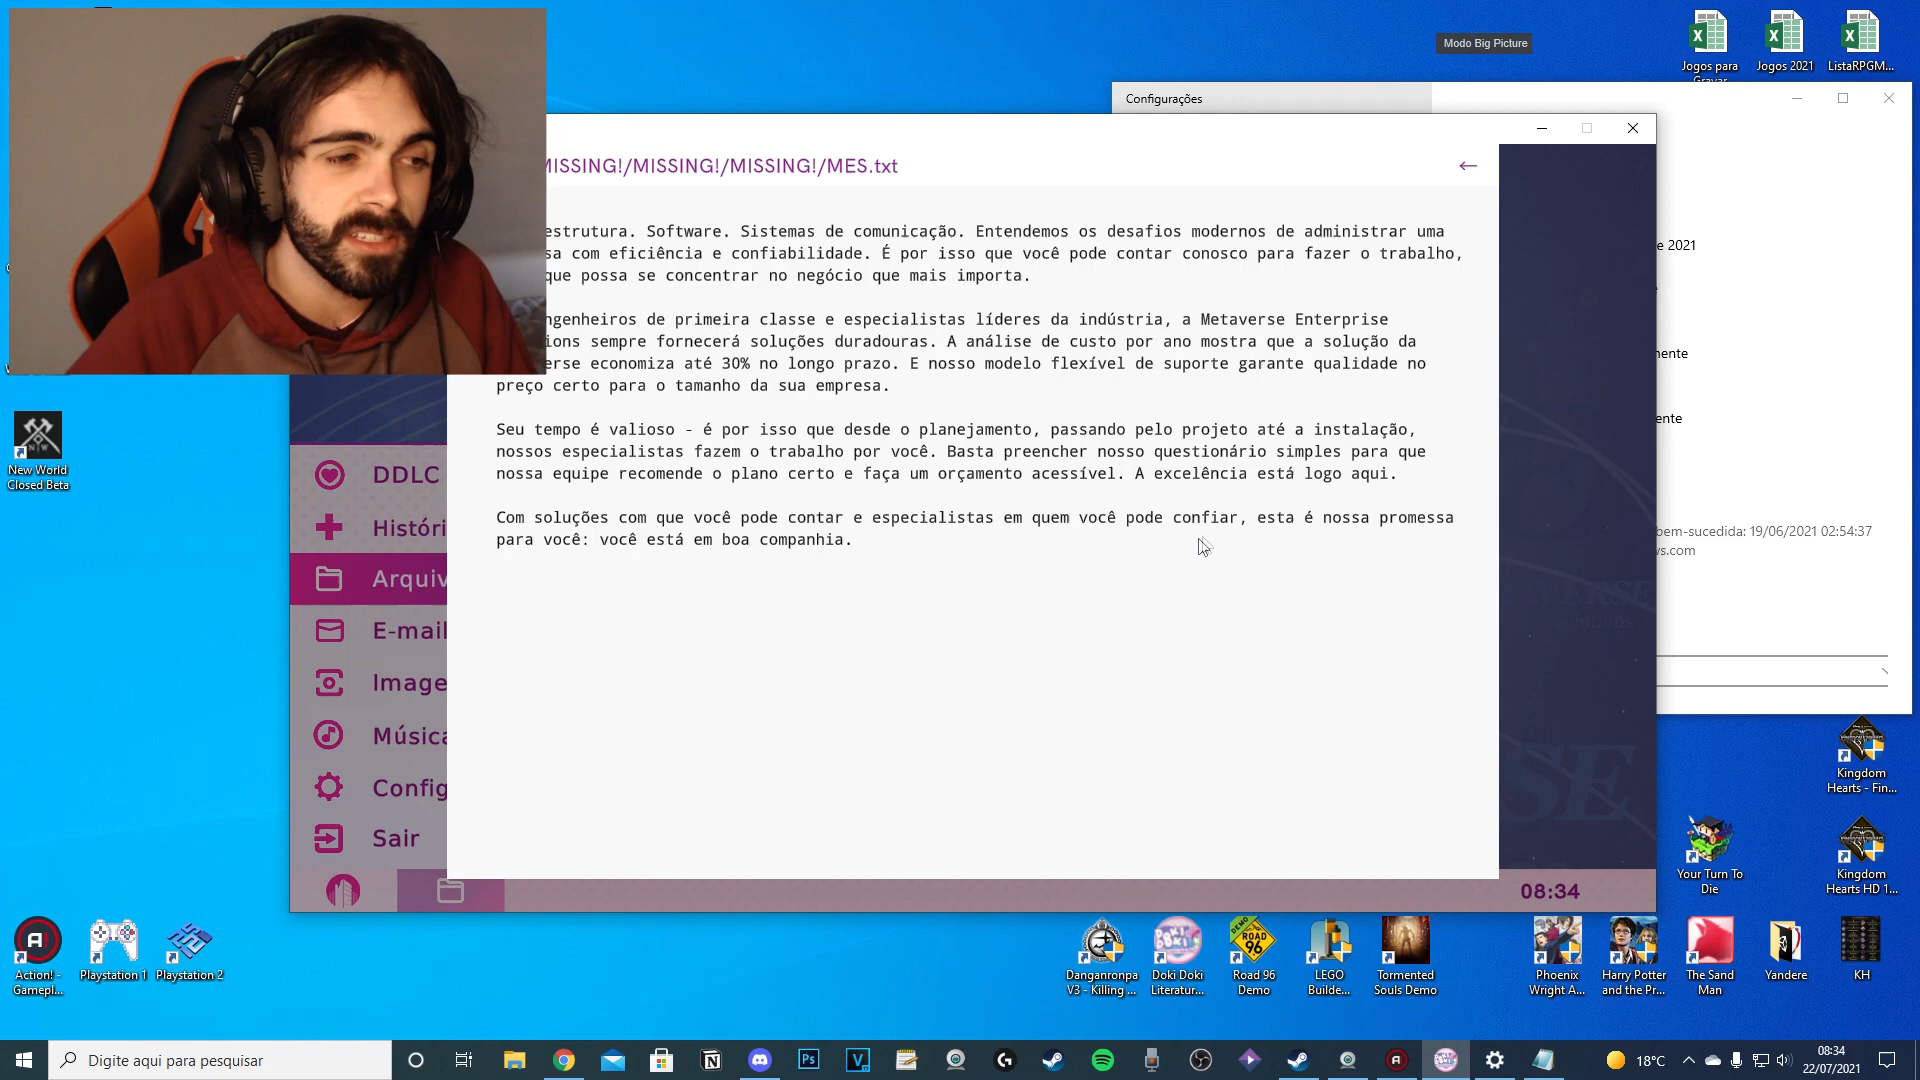 Modo Big Picture
Jogos para
Gravar
Jogos 2021
ListaRPGM...
Configurações
MISSING!/MISSING!/MISSING!/MES.txt
←
estrutura. Software. Sistemas de comunicação. Entendemos os desafios modernos de administrar uma
sa com eficiência e confiabilidade. É por isso que você pode contar conosco para fazer o trabalho,
que possa se concentrar no negócio que mais importa.
ngenheiros de primeira classe e especialistas líderes da indústria, a Metaverse Enterprise
ions sempre fornecerá soluções duradouras. A análise de custo por ano mostra que a solução da
erse economiza até 30% no longo prazo. E nosso modelo flexível de suporte garante qualidade no
preço certo para o tamanho da sua empresa.
Seu tempo é valioso - é por isso que desde o planejamento, passando pelo projeto até a instalação,
nossos especialistas fazem o trabalho por você. Basta preencher nosso questionário simples para que
nossa equipe recomende o plano certo e faça um orçamento acessível. A excelência está logo aqui.
Com soluções com que você pode contar e especialistas em quem você pode confiar, esta é nossa promessa
para você: você está em boa companhia.
e 2021
mente
ente
bem-sucedida: 19/06/2021 02:54:37
ws.com
New World
Closed Beta
DDLC
Históri
Arquiv
E-mail
Image
Música
Config
Sair
08:34
Kingdom
Hearts - Fin...
Your Turn To
Die
Kingdom
Hearts HD 1...
Action! -
Gamepl...
Playstation 1
Playstation 2
Danganronpa
V3 - Killing ...
Doki Doki
Literatur...
Road 96
Demo
LEGO
Builde...
Tormented
Souls Demo
Phoenix
Wright A...
Harry Potter
and the Pr...
The Sand
Man
Yandere
KH
Digite aqui para pesquisar
18°C
08:34
22/07/2021